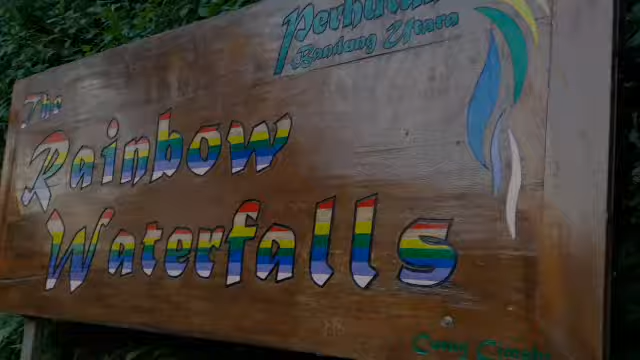 Perhutani
Bandung Utara
The
Rainbow
Waterfalls